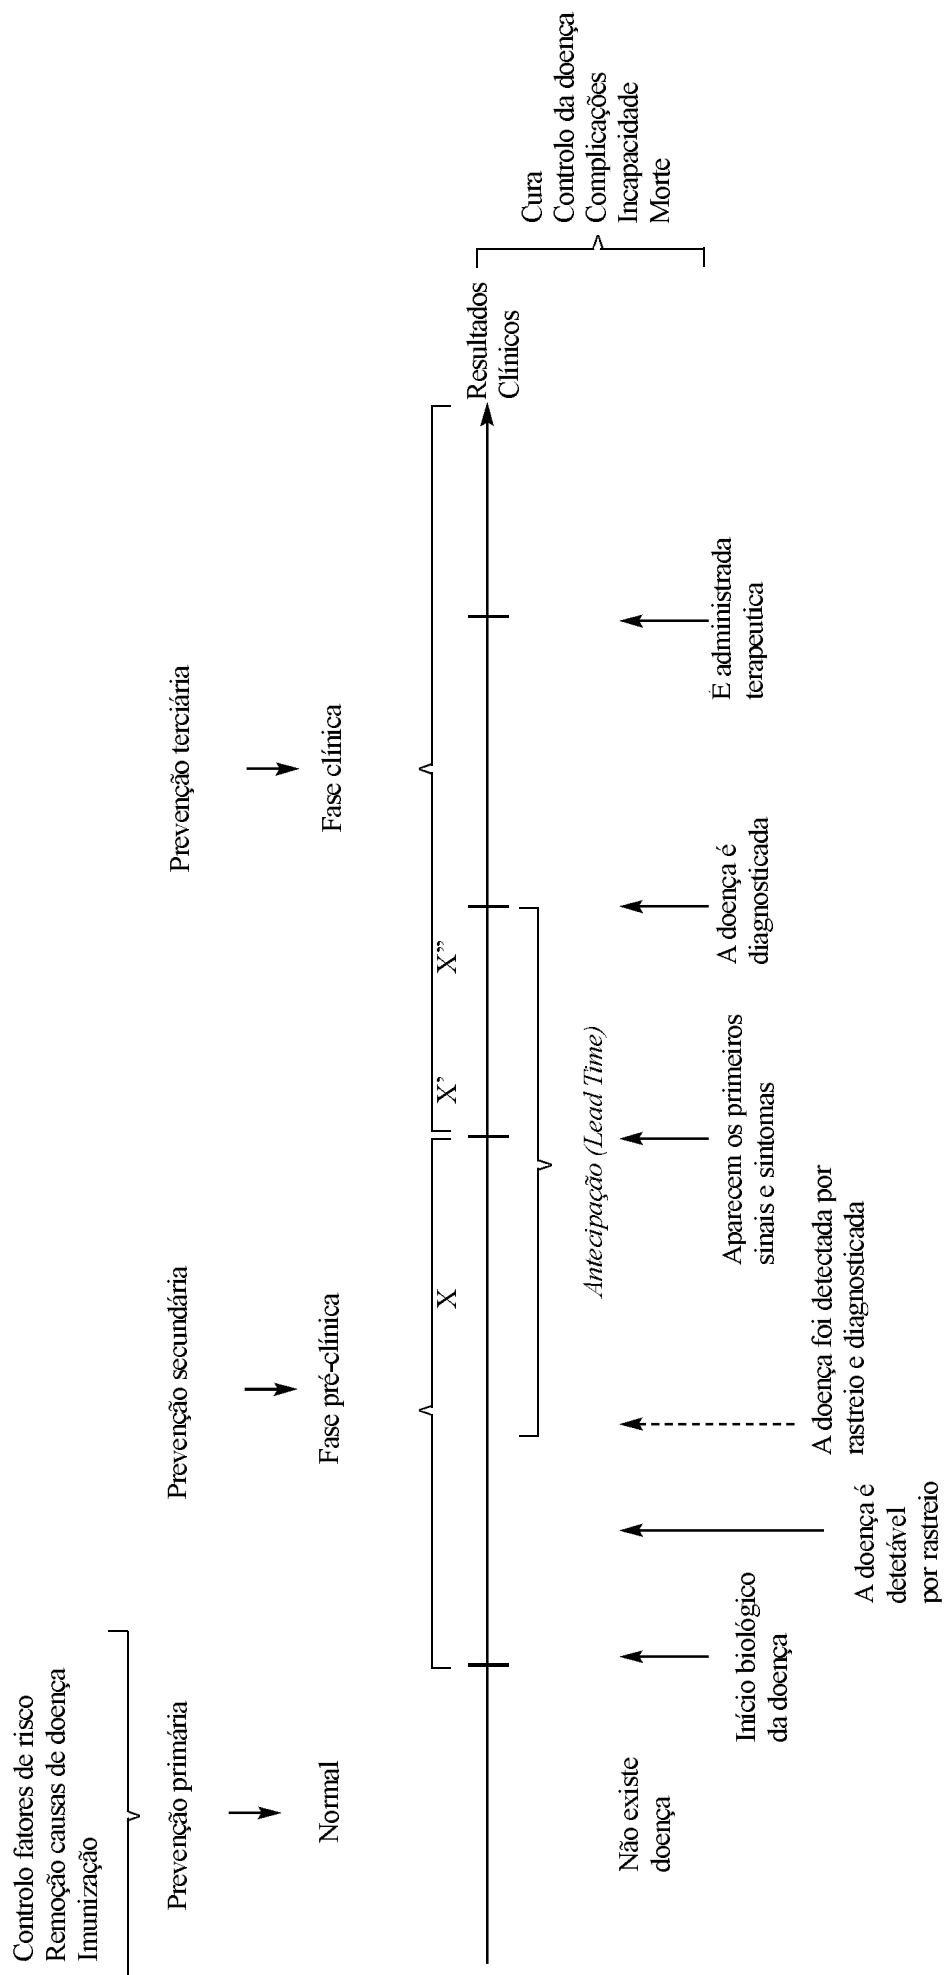 Controlo fatores de risco
Remoção causas de doença
Imunização
Prevenção primária
Normal
Prevenção secundária
Fase pré-clínica
Prevenção terciária
Fase clínica
X
X’
X”
Resultados
Clínicos
Cura
Controlo da doença
Complicações
Incapacidade
Morte
Antecipação (Lead Time)
Não existe
doença
Início biológico
da doença
A doença é
detetável
por rastreio
A doença foi detectada por
rastreio e diagnosticada
Aparecem os primeiros
sinais e sintomas
A doença é
diagnosticada
É administrada
terapeutica